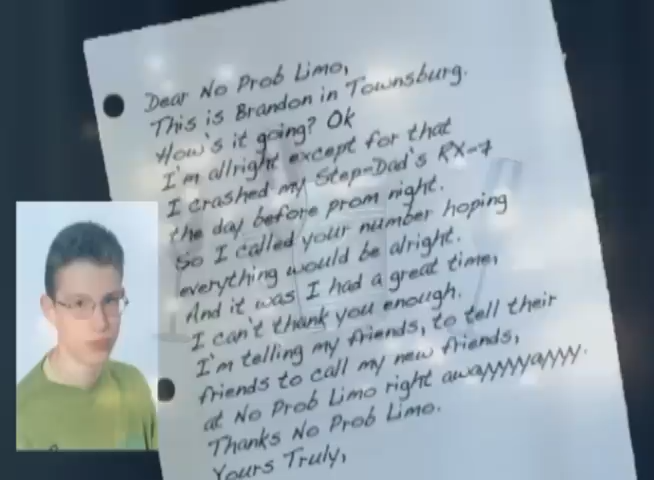 Dear No Prob Limo,
This is Brandon in Townsburg.
How's it going? Ok
I'm allright except for that
I crashed my Step-Dad's RX-7
the day before prom night.
So I called your number hoping
everything would be alright.
And it was I had a great time,
I can't thank you enough.
I'm telling my friends, to tell their
friends to call my new friends,
at No Prob Limo right awayyyyyayyyy.
Thanks No Prob Limo.
Yours Truly,